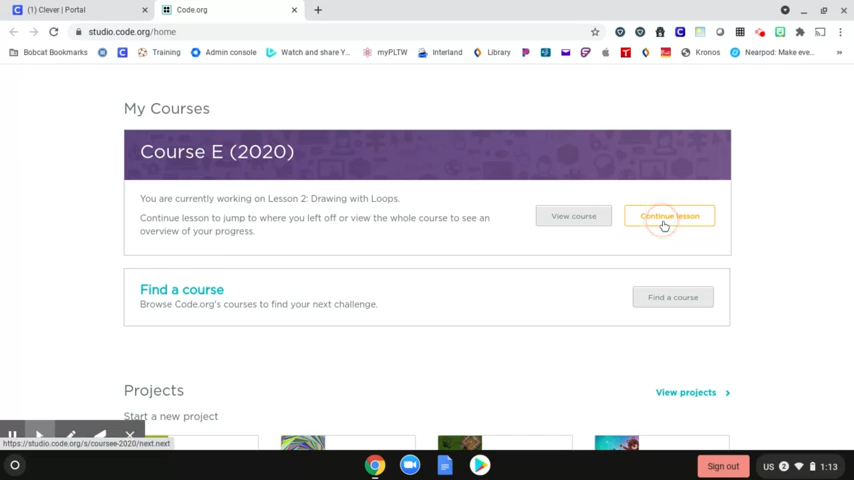 (1) Clever | Portal
Code.org
studio.code.org/home
Bobcat Bookmarks
Training
Admin console
Watch and share Y...
myPLTW
Interland
Library
Kronos
Nearpod: Make eve...
My Courses
Course E (2020)
You are currently working on Lesson 2: Drawing with Loops.
Continue lesson to jump to where you left off or view the whole course to see an
overview of your progress.
View course
Continue lesson
Find a course
Browse Code.org's courses to find your next challenge.
Find a course
Projects
View projects
Start a new project
https://studio.code.org/s/coursee-2020/next.next
Sign out
US
2
1:13